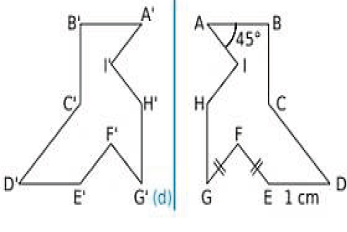 B' A' A B
45°
I' I
C' H' H C
F' F
D' E' G' (d) G E 1 cm D